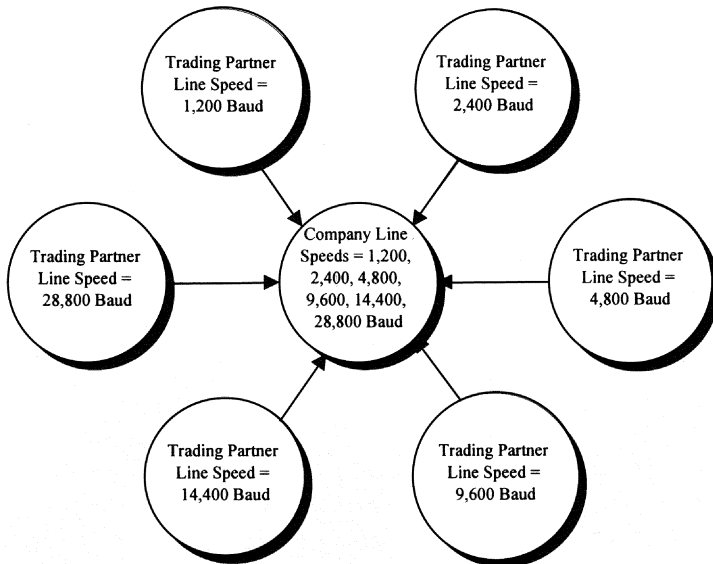 Trading Partner
Line Speed =
1,200 Baud
Trading Partner
Line Speed =
2,400 Baud
Trading Partner
Line Speed =
28,800 Baud
Company Line
Speeds = 1,200,
2,400, 4,800,
9,600, 14,400,
28,800 Baud
Trading Partner
Line Speed =
4,800 Baud
Trading Partner
Line Speed =
14,400 Baud
Trading Partner
Line Speed =
9,600 Baud